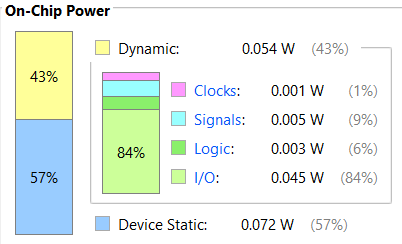 On-Chip Power
43%
57%
Dynamic: 0.054 W (43%)
84%
Clocks: 0.001 W (1%)
Signals: 0.005 W (9%)
Logic: 0.003 W (6%)
I/O: 0.045 W (84%)
Device Static: 0.072 W (57%)